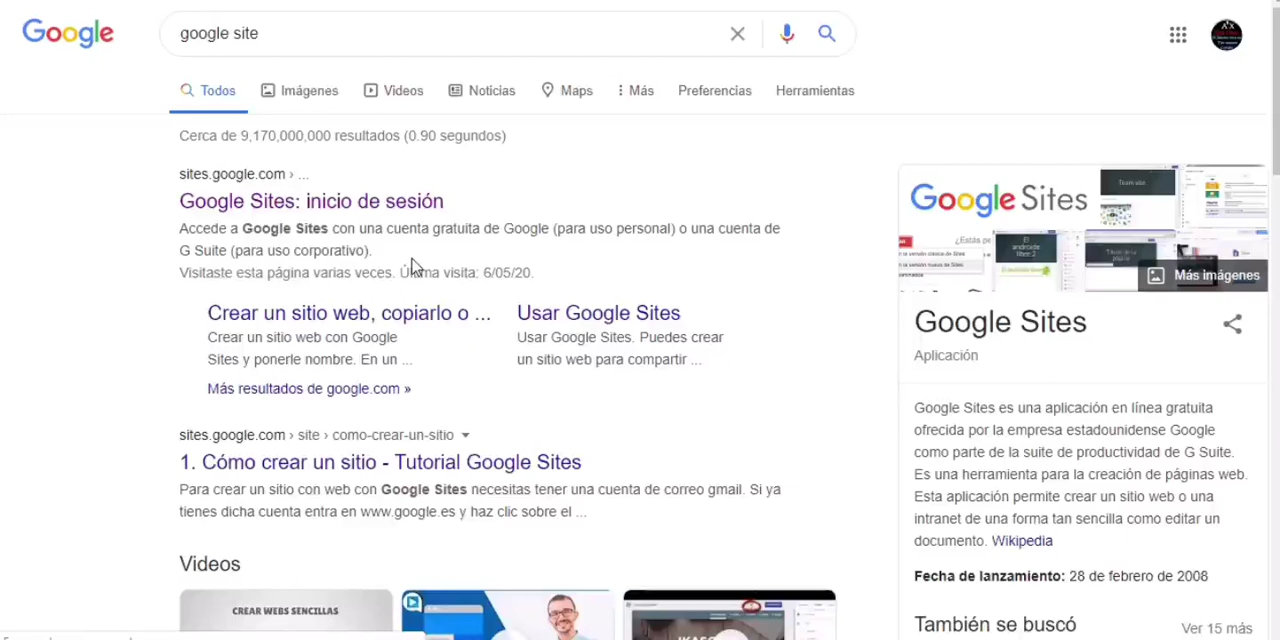 Google
google site
Todos
Imágenes
Videos
Noticias
Maps
Más
Preferencias
Herramientas
Cerca de 9,170,000,000 resultados (0.90 segundos)
sites.google.com › ...
Google Sites: inicio de sesión
Accede a Google Sites con una cuenta gratuita de Google (para uso personal) o una cuenta de
G Suite (para uso corporativo).
Visitaste esta página varias veces. Última visita: 6/05/20.
Crear un sitio web, copiarlo o ...
Crear un sitio web con Google
Sites y ponerle nombre. En un ...
Usar Google Sites
Usar Google Sites. Puedes crear
un sitio web para compartir ...
Más resultados de google.com »
sites.google.com › site › como-crear-un-sitio
1. Cómo crear un sitio - Tutorial Google Sites
Para crear un sitio con web con Google Sites necesitas tener una cuenta de correo gmail. Si ya
tienes dicha cuenta entra en www.google.es y haz clic sobre el ...
Videos
CREAR WEBS SENCILLAS
Google Sites
Más imágenes
Google Sites
Aplicación
Google Sites es una aplicación en línea gratuita
ofrecida por la empresa estadounidense Google
como parte de la suite de productividad de G Suite.
Es una herramienta para la creación de páginas web.
Esta aplicación permite crear un sitio web o una
intranet de una forma tan sencilla como editar un
documento. Wikipedia
Fecha de lanzamiento: 28 de febrero de 2008
También se buscó
Ver 15 más